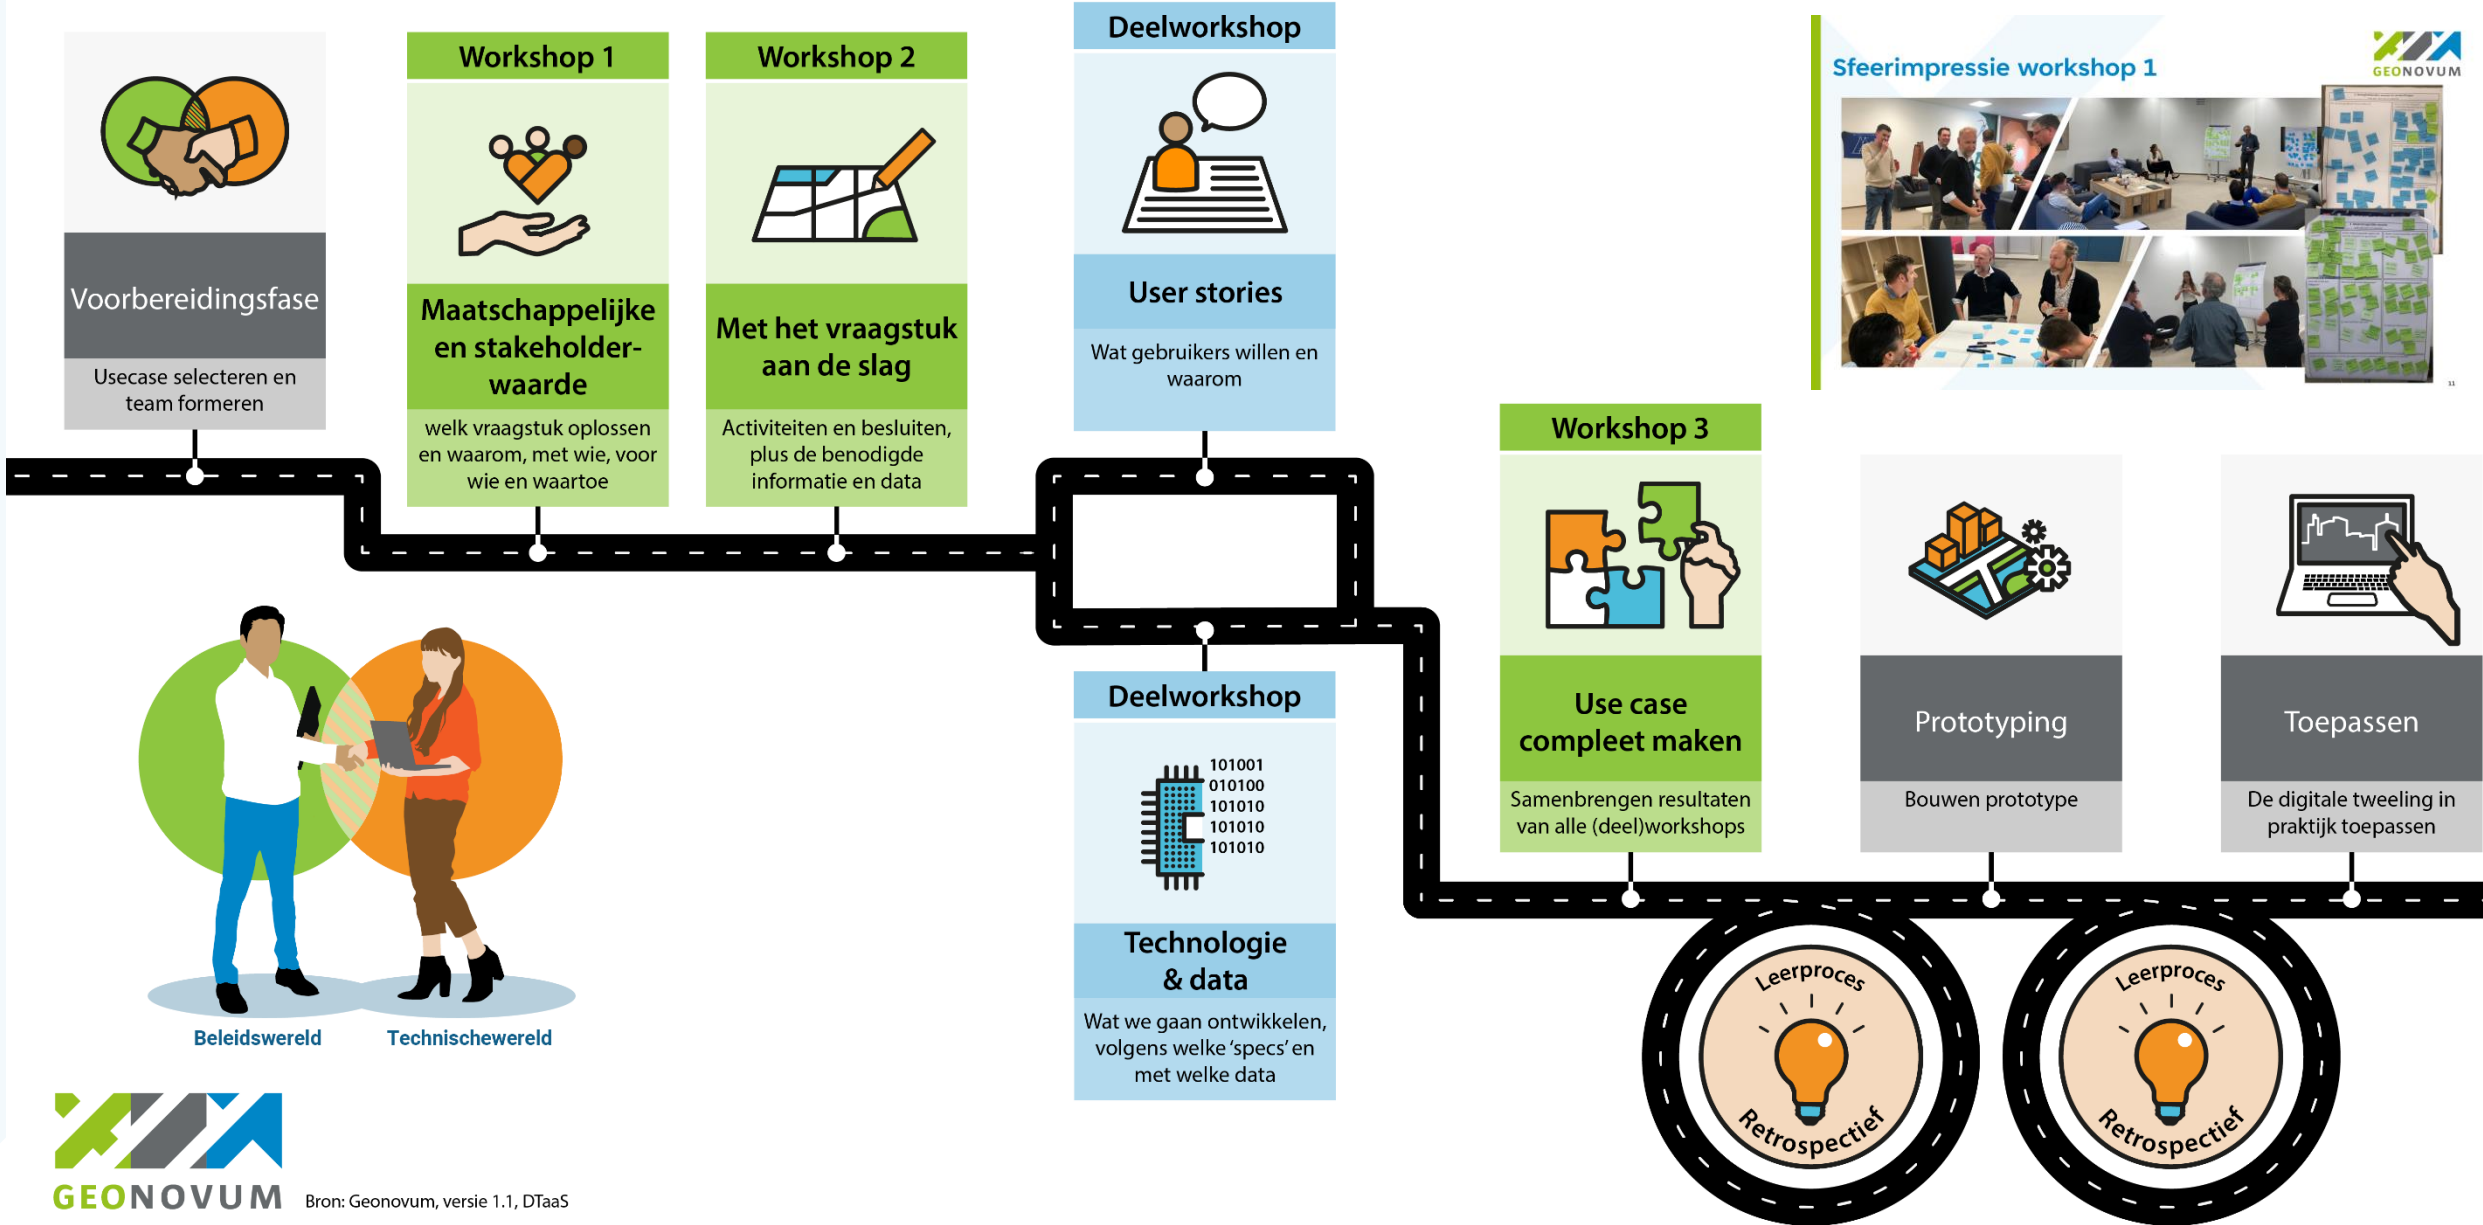 Voorbereidingsfase
Usecase selecteren en
team formeren
Workshop 1
Maatschappelijke
en stakeholder-
waarde
welk vraagstuk oplossen
en waarom, met wie, voor
wie en waartoe
Workshop 2
Met het vraagstuk
aan de slag
Activiteiten en besluiten,
plus de benodigde
informatie en data
Deelworkshop
User stories
Wat gebruikers willen en
waarom
Deelworkshop
101001
010100
101010
101010
101010
Technologie
& data
Wat we gaan ontwikkelen,
volgens welke ‘specs’ en
met welke data
Sfeerimpressie workshop 1
GEONOVUM
11
Workshop 3
Use case
compleet maken
Samenbrengen resultaten
van alle (deel)workshops
Prototyping
Bouwen prototype
Toepassen
De digitale tweeling in
praktijk toepassen
Leerproces
Retrospectief
Leerproces
Retrospectief
Beleidswereld
Technischewereld
GEONOVUM
Bron: Geonovum, versie 1.1, DTaaS